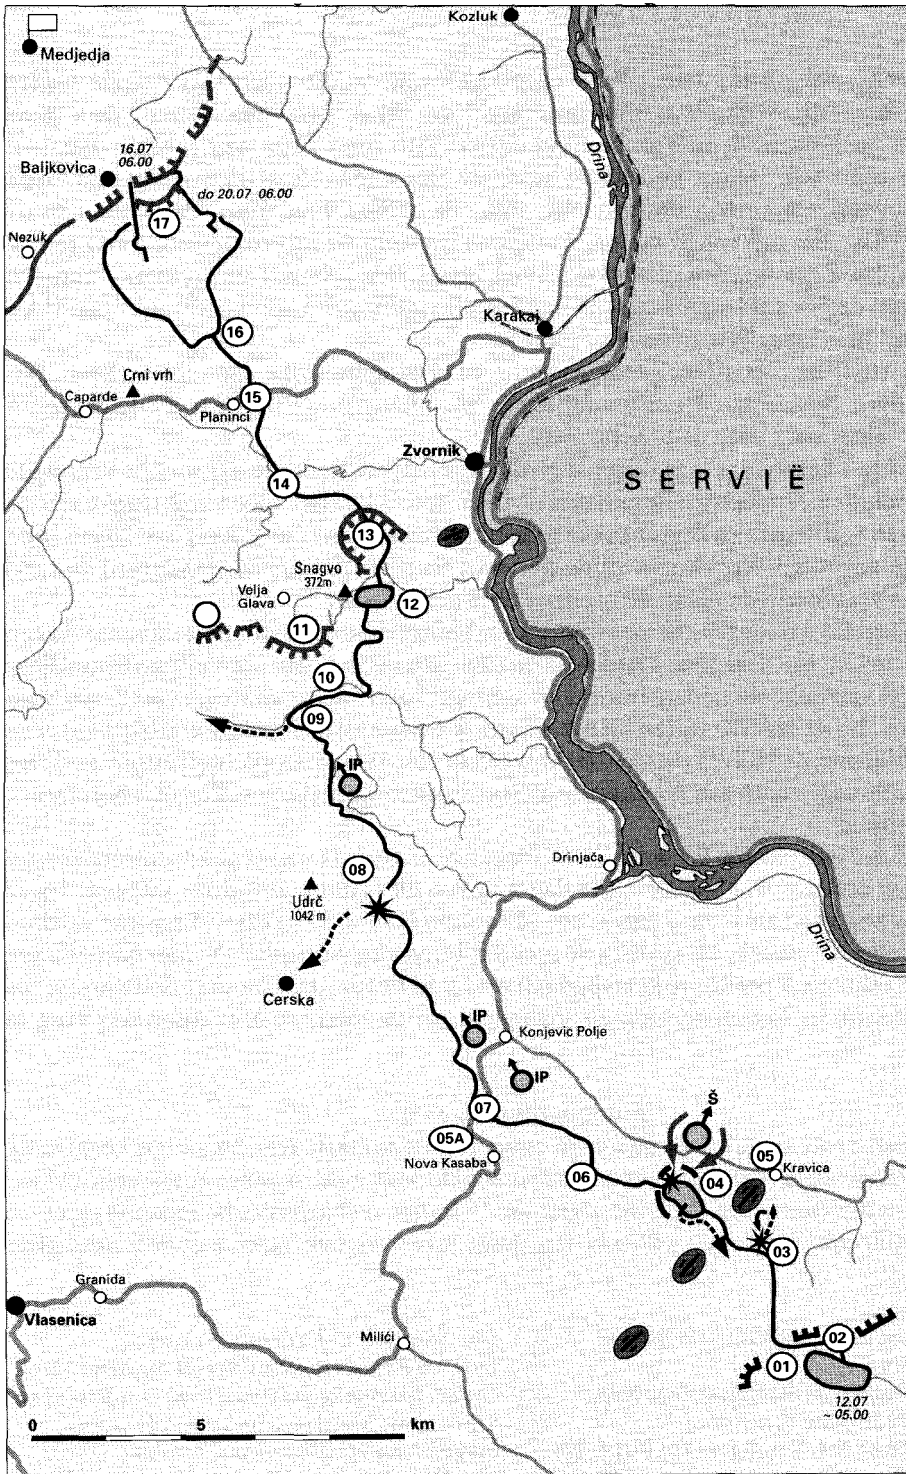 Kozluk
Medjedja
Drina
16.07
06.00
Baljkovica
do 20.07 06.00
17
Nezuk
Karakaj
16
Crni vrh
Caparde
15
Planinci
Zvornik
SERVIË
14
13
Snagvo
372m
Velja
Glava
12
11
10
09
IP
Drinjača
08
Udrč
1042 m
Drina
Cerska
IP
Konjevic Polje
IP
07
Š
05A
Nova Kasaba
05
Kravica
06
04
03
Granida
Vlasenica
Milići
02
01
12.07
~ 05.00
0 5 km